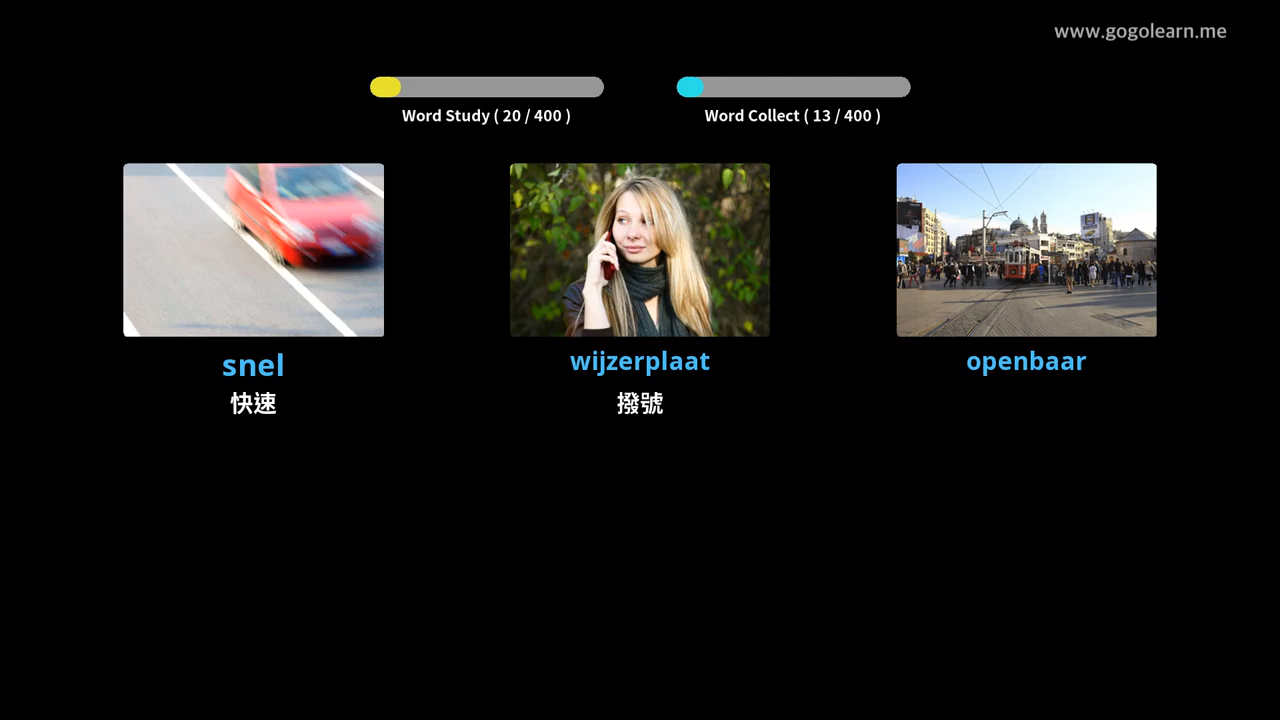 www.gogolearn.me
Word Study ( 20 / 400 )
Word Collect ( 13 / 400 )
snel
wijzerplaat
openbaar
快速
撥號